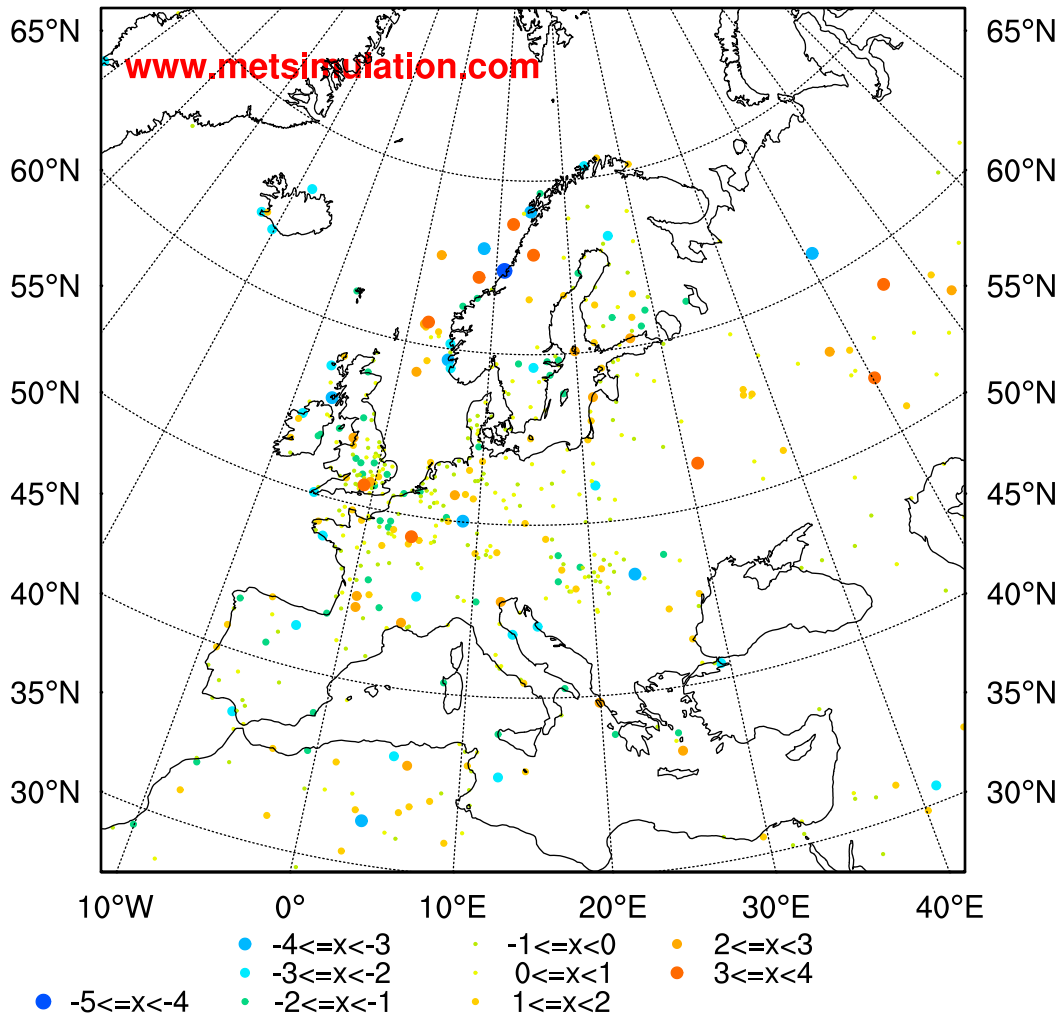 65°N 65°N
www.metsimulation.com
60°N 60°N
55°N 55°N
50°N 50°N
45°N 45°N
40°N 40°N
35°N 35°N
30°N 30°N
10°W 0° 10°E 20°E 30°E 40°E
-4<=x<-3 -1<=x<0 2<=x<3
-3<=x<-2 0<=x<1 3<=x<4
-5<=x<-4 -2<=x<-1 1<=x<2